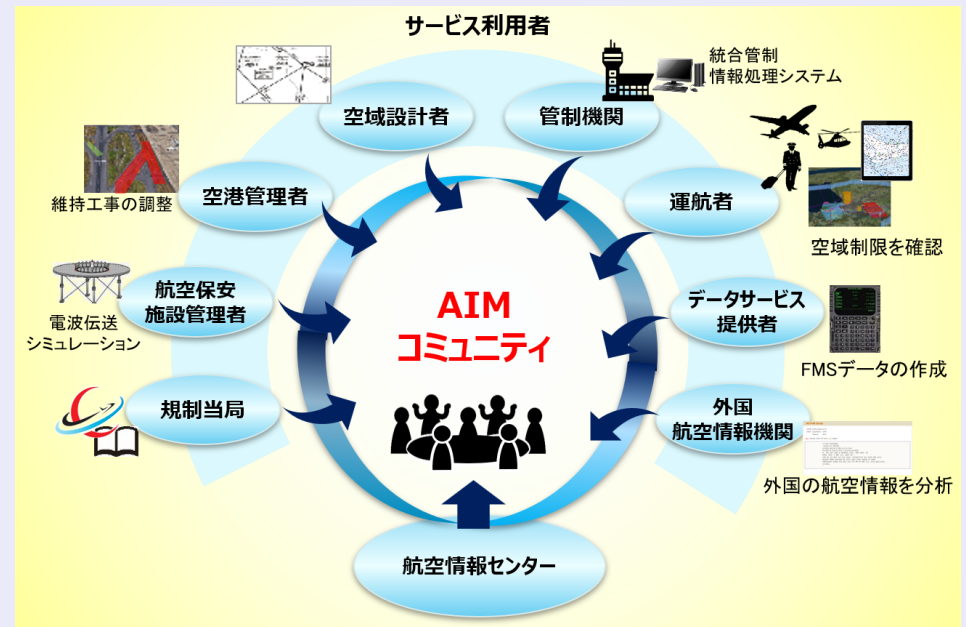 サービス利用者
統合管制
情報処理システム
空域設計者
管制機関
空港管理者
維持工事の調整
運航者
空域制限を確認
航空保安
施設管理者
電波伝送
シミュレーション
データサービス
提供者
FMSデータの作成
AIM
コミュニティ
規制当局
外国
航空情報機関
外国の航空情報を分析
航空情報センター